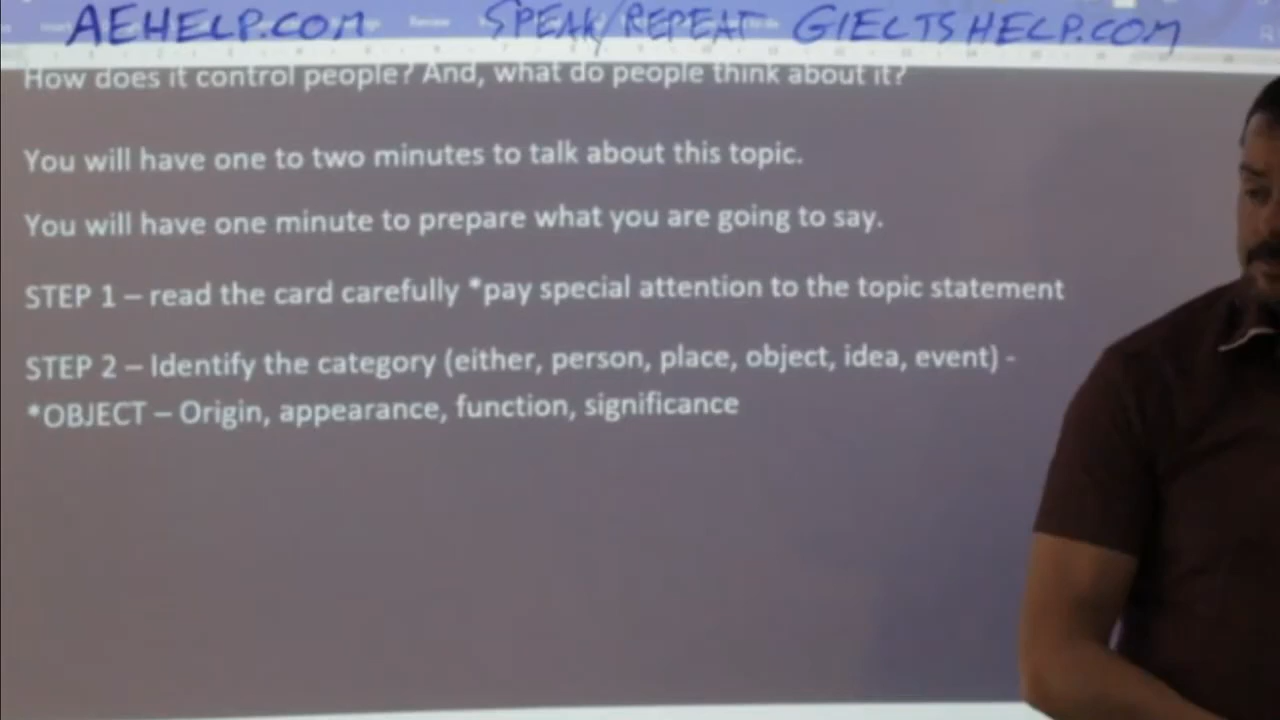 AEHELP.COM SPEAK/REPEAT GIELTSHELP.COM
Review
How does it control people? And, what do people think about it?
You will have one to two minutes to talk about this topic.
You will have one minute to prepare what you are going to say.
STEP 1 – read the card carefully *pay special attention to the topic statement
STEP 2 – Identify the category (either, person, place, object, idea, event) -
*OBJECT – Origin, appearance, function, significance